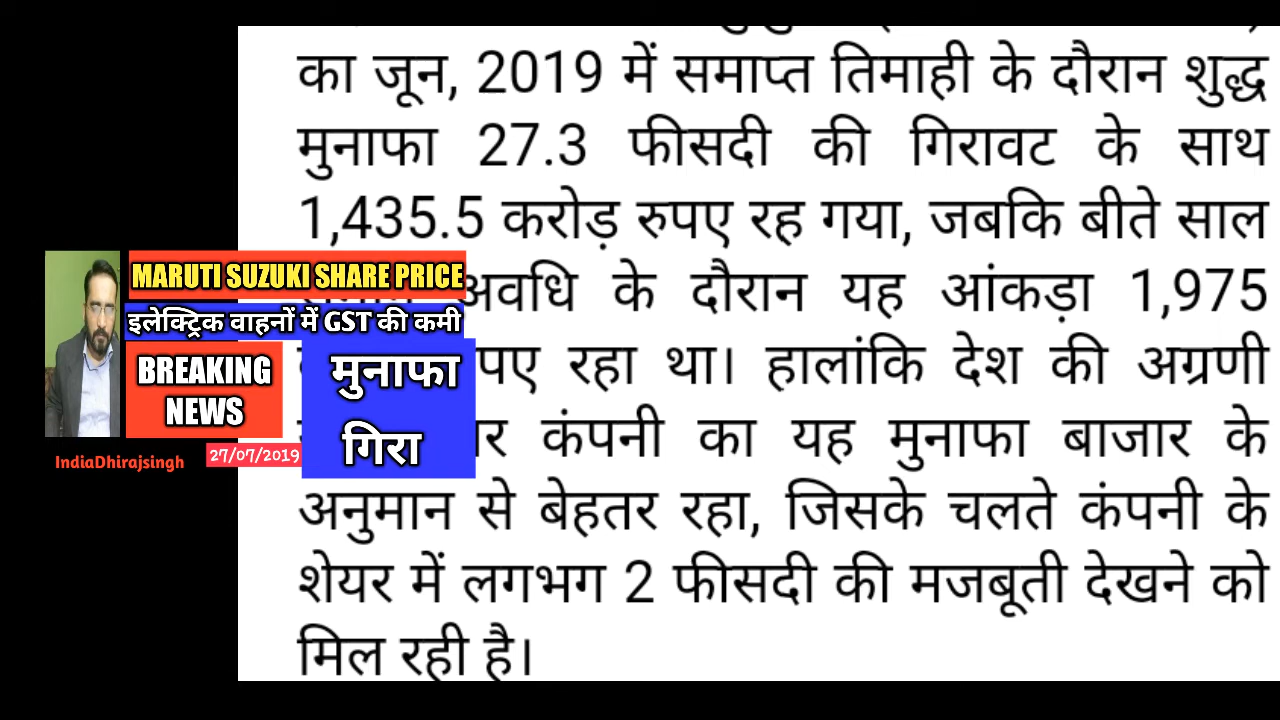 का जून, 2019 में समाप्त तिमाही के दौरान शुद्ध
मुनाफा 27.3 फीसदी की गिरावट के साथ
1,435.5 करोड़ रुपए रह गया, जबकि बीते साल
अवधि के दौरान यह आंकड़ा 1,975
रहा था। हालांकि देश की अग्रणी
कंपनी का यह मुनाफा बाजार के
अनुमान से बेहतर रहा, जिसके चलते कंपनी के
शेयर में लगभग 2 फीसदी की मजबूती देखने को
मिल रही है।
MARUTI SUZUKI SHARE PRICE
इलेक्ट्रिक वाहनों में GST की कमी
BREAKING
NEWS
मुनाफा
गिरा
27/07/2019
IndiaDhirajsingh